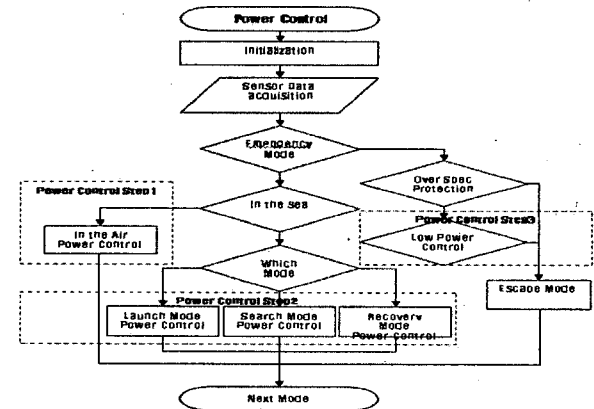 Power Control
Initialization
Sensor Data
acquisition
Emergency
Mode
Over Spec
Protection
Power Control Step1
In the sea
Power Control Step3
In the Air
Power Control
Low Power
Control
Which
Mode
Escape Mode
Power Control Step2
Launch Mode
Power Control
Search Mode
Power Control
Recovery
Mode
Power Control
Next Mode